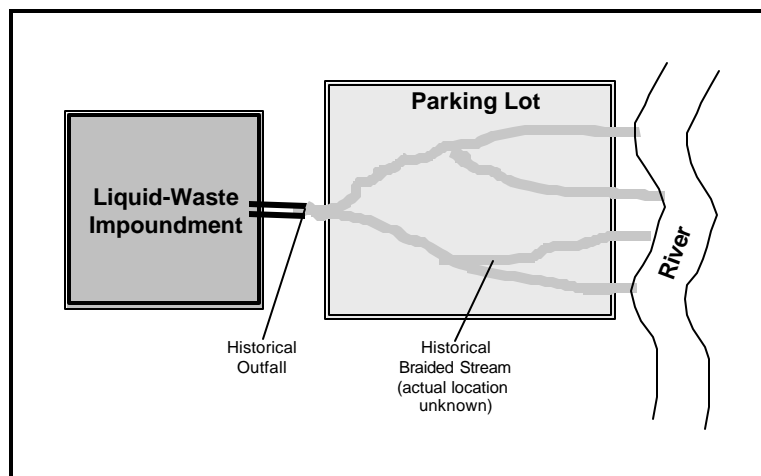 Parking Lot
Liquid-Waste
Impoundment
River
Historical
Outfall
Historical
Braided Stream
(actual location
unknown)